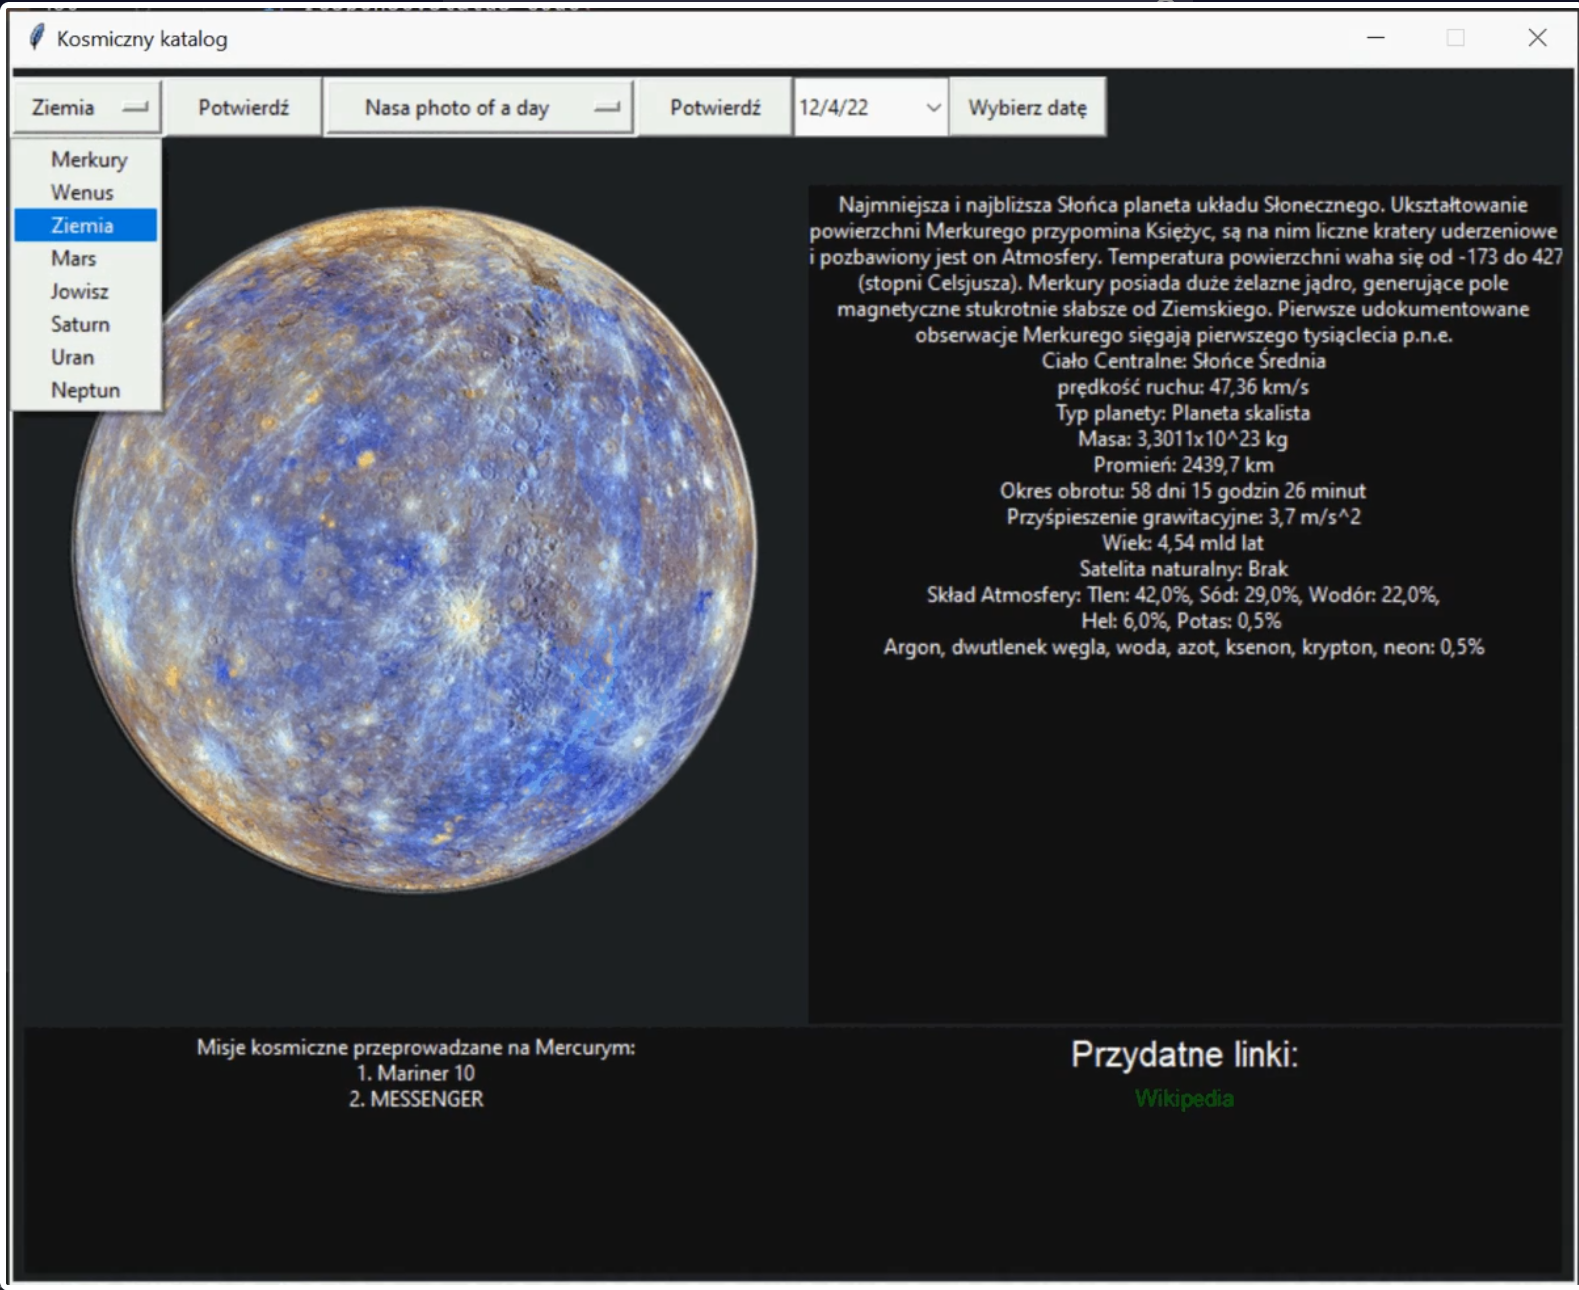 Kosmiczny katalog
Ziemia
Potwierdź
Nasa photo of a day
Potwierdź
12/4/22
Wybierz datę
Merkury
Wenus
Ziemia
Mars
Jowisz
Saturn
Uran
Neptun
Najmniejsza i najbliższa Słońca planeta układu Słonecznego. Ukształtowanie
powierzchni Merkurego przypomina Księżyc, są na nim liczne kratery uderzeniowe
i pozbawiony jest on Atmosfery. Temperatura powierzchni waha się od -173 do 427
(stopni Celsjusza). Merkury posiada duże żelazne jądro, generujące pole
magnetyczne stukrotnie słabsze od Ziemskiego. Pierwsze udokumentowane
obserwacje Merkurego sięgają pierwszego tysiąclecia p.n.e.
Ciało Centralne: Słońce Średnia
prędkość ruchu: 47,36 km/s
Typ planety: Planeta skalista
Masa: 3,3011x10^23 kg
Promień: 2439,7 km
Okres obrotu: 58 dni 15 godzin 26 minut
Przyśpieszenie grawitacyjne: 3,7 m/s^2
Wiek: 4,54 mld lat
Satelita naturalny: Brak
Skład Atmosfery: Tlen: 42,0%, Sód: 29,0%, Wodór: 22,0%,
Hel: 6,0%, Potas: 0,5%
Argon, dwutlenek węgla, woda, azot, ksenon, krypton, neon: 0,5%
Misje kosmiczne przeprowadzane na Mercurym:
1. Mariner 10
2. MESSENGER
Przydatne linki:
Wikipedia